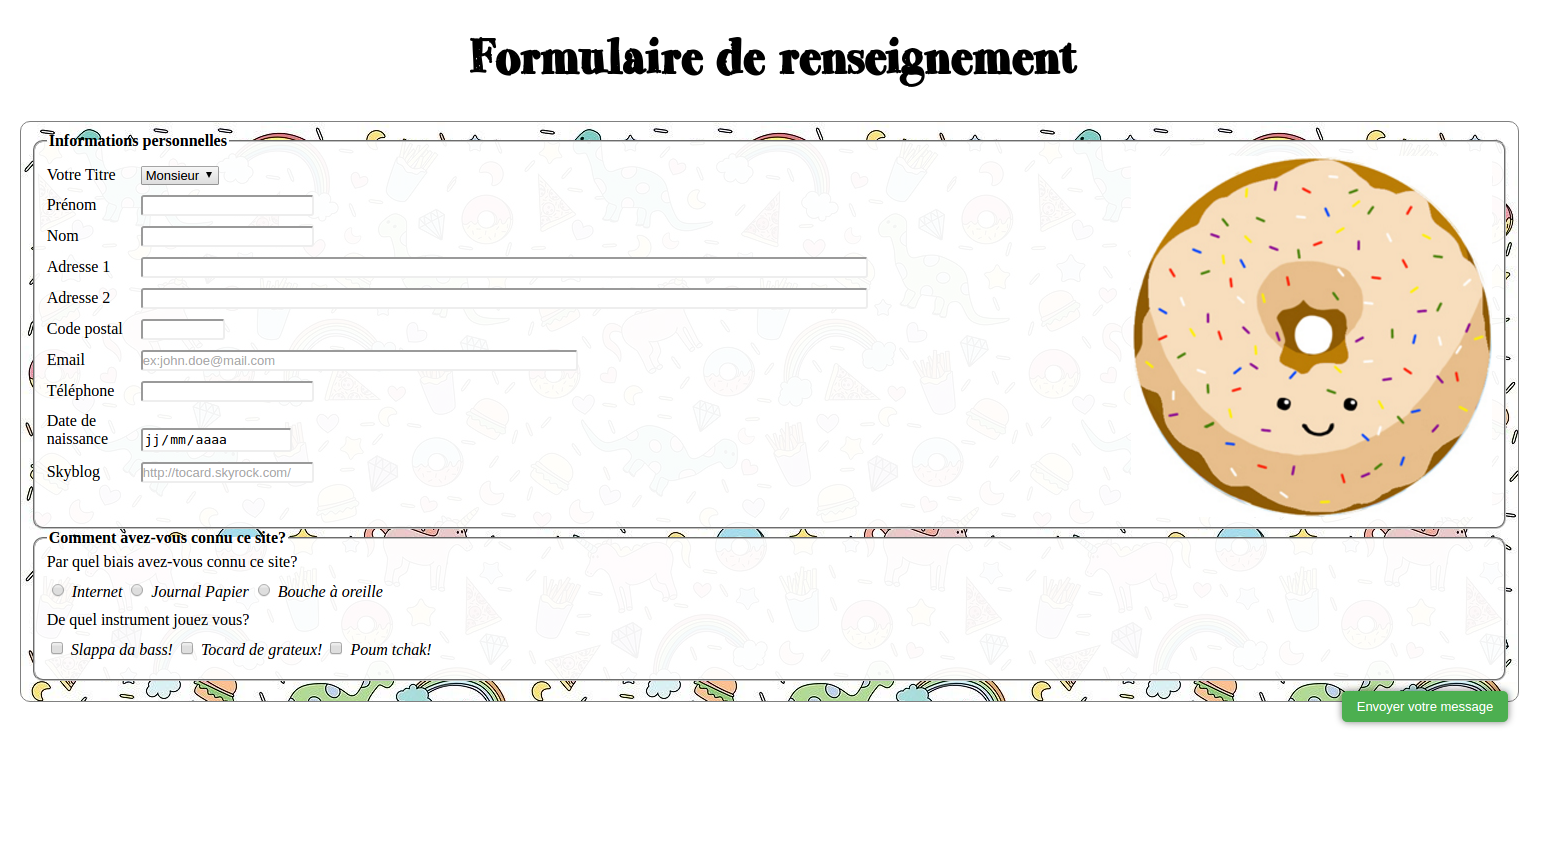 Formulaire de renseignement
Informations personnelles
Votre Titre Monsieur
Prénom
Nom
Adresse 1
Adresse 2
Code postal
Email ex:john.doe@mail.com
Téléphone
Date de
naissance jj/mm/aaaa
Skyblog http://tocard.skyrock.com/
Comment avez-vous connu ce site?
Par quel biais avez-vous connu ce site?
Internet Journal Papier Bouche à oreille
De quel instrument jouez vous?
Slappa da bass! Tocard de grateux! Poum tchak!
Envoyer votre message